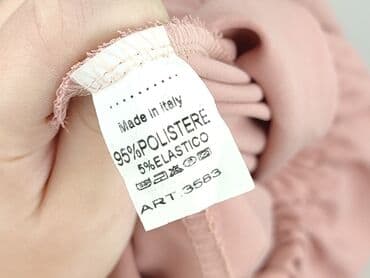 Made in Italy
95%POLISTERE
5%ELASTICO
ART.3583